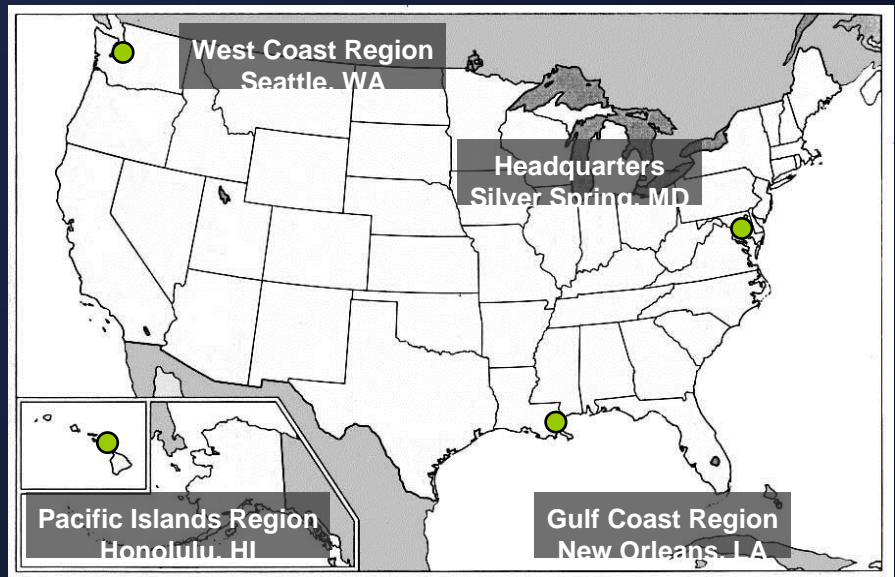 West Coast Region
Seattle, WA
Headquarters
Silver Spring, MD
Pacific Islands Region
Honolulu, HI
Gulf Coast Region
New Orleans, LA